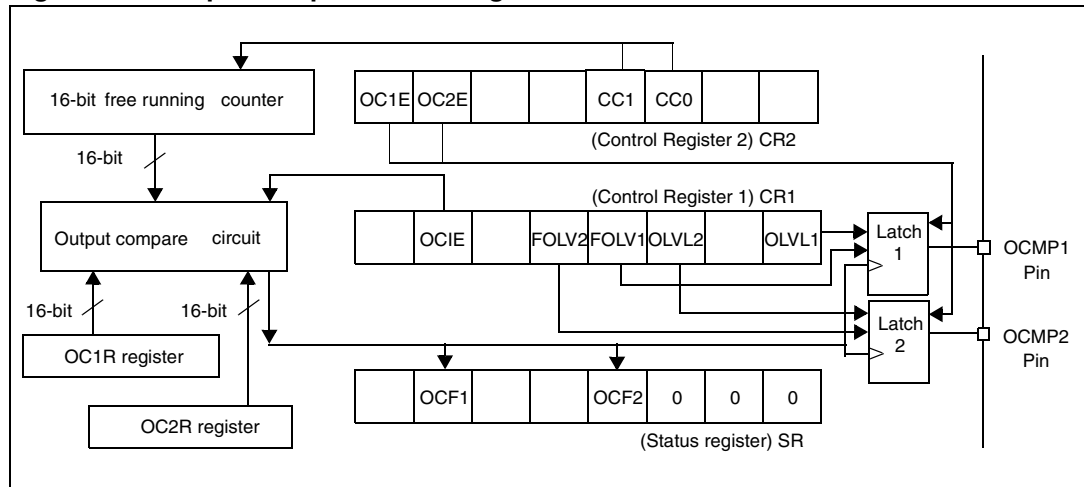 16-bit free running counter
OC1E OC2E CC1 CC0
(Control Register 2) CR2
16-bit
(Control Register 1) CR1
Output compare circuit
OCIE FOLV2 FOLV1 OLVL2 OLVL1
Latch
1
OCMP1
Pin
16-bit 16-bit
Latch
2
OCMP2
Pin
OC1R register
OCF1 OCF2 0 0 0
OC2R register
(Status register) SR